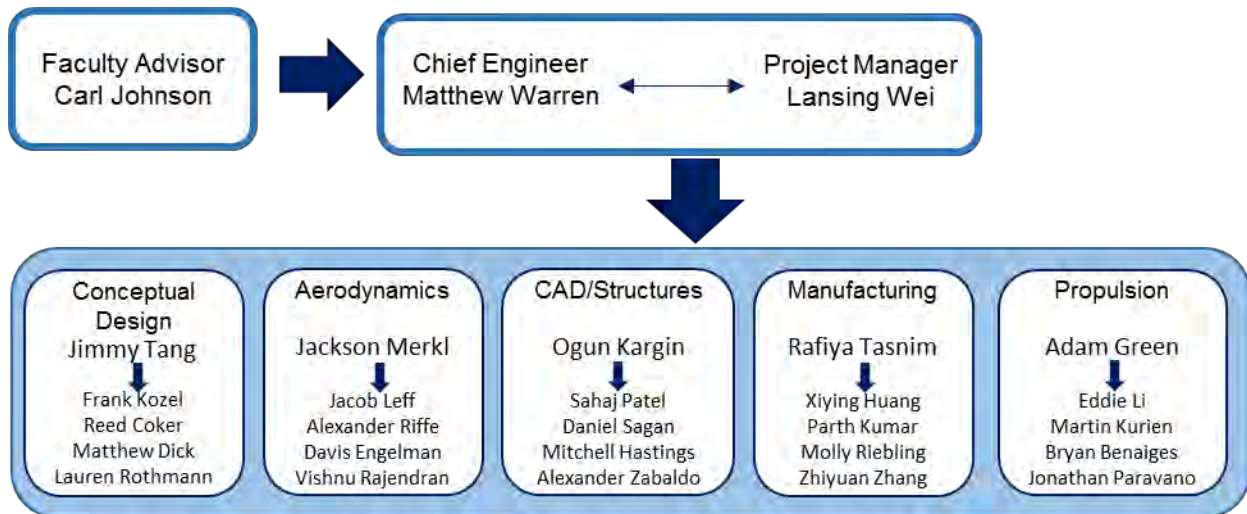 Faculty Advisor
Carl Johnson
Chief Engineer
Matthew Warren
Project Manager
Lansing Wei
Conceptual
Design
Jimmy Tang
Frank Kozel
Reed Coker
Matthew Dick
Lauren Rothmann
Aerodynamics
Jackson Merkl
Jacob Leff
Alexander Riffe
Davis Engelman
Vishnu Rajendran
CAD/Structures
Ogun Kargin
Sahaj Patel
Daniel Sagan
Mitchell Hastings
Alexander Zabaldo
Manufacturing
Rafiya Tasnim
Xiying Huang
Parth Kumar
Molly Riebling
Zhiyuan Zhang
Propulsion
Adam Green
Eddie Li
Martin Kurien
Bryan Benaiges
Jonathan Paravano